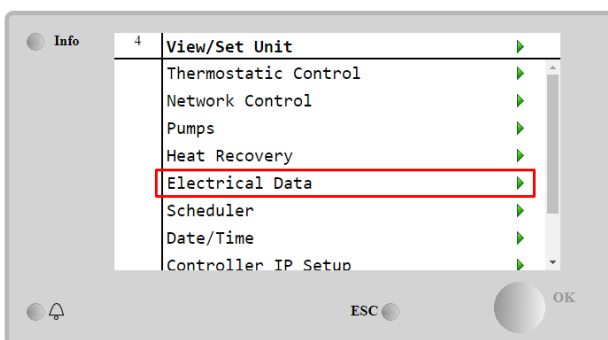 Info
4 View/Set Unit
Thermostatic Control
Network Control
Pumps
Heat Recovery
Electrical Data
Scheduler
Date/Time
Controller IP Setup
ESC OK